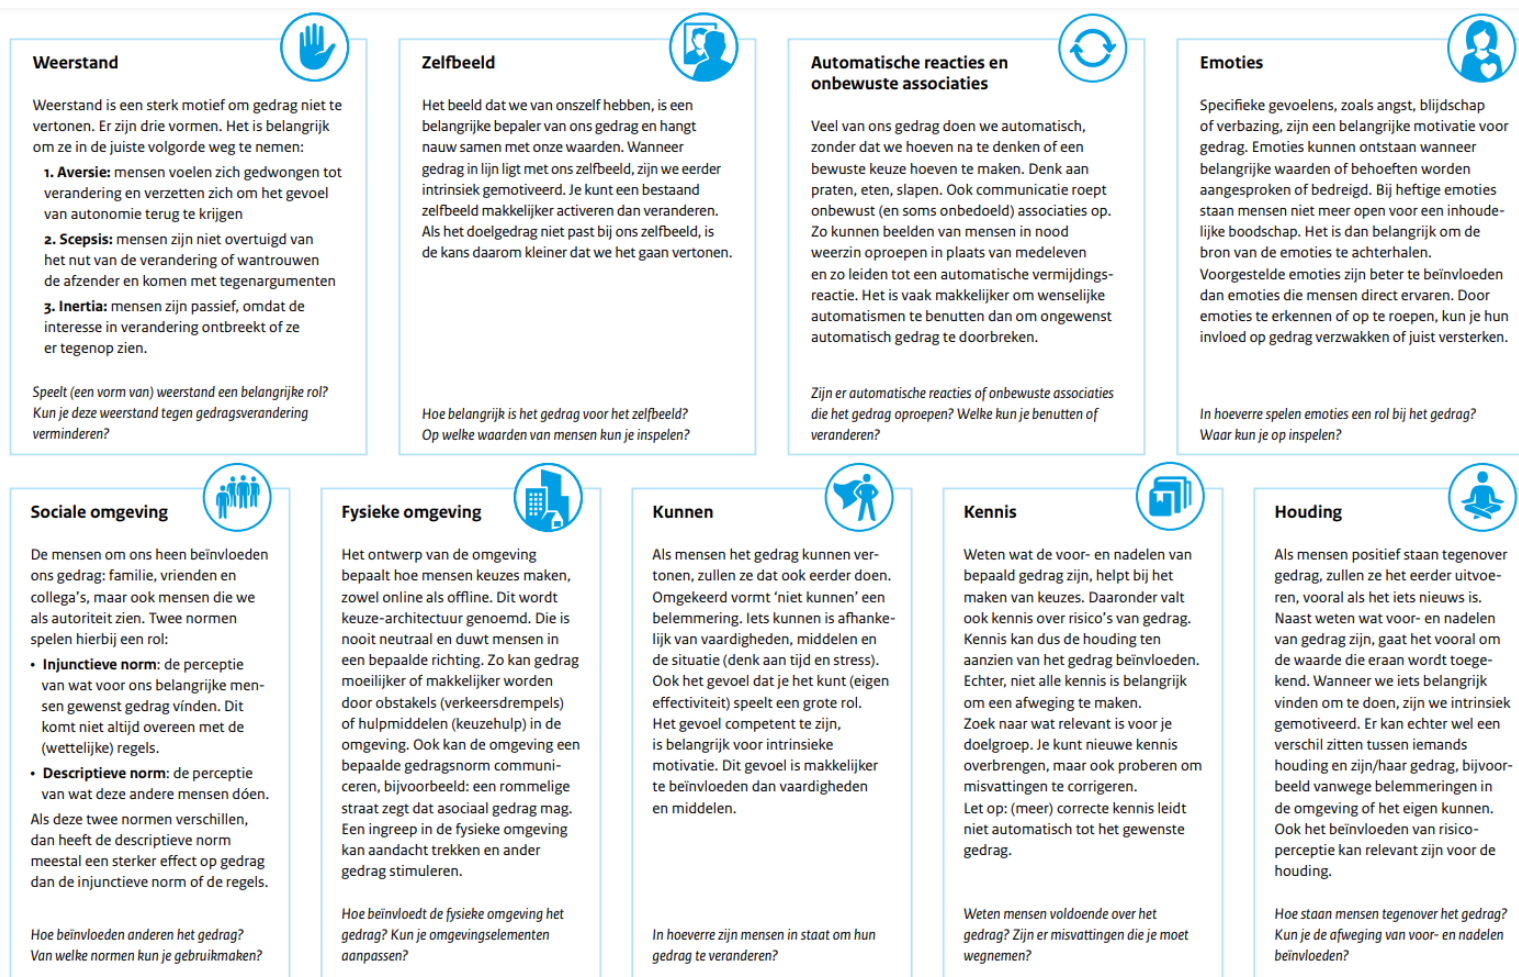 Weerstand
Weerstand is een sterk motief om gedrag niet te
vertonen. Er zijn drie vormen. Het is belangrijk
om ze in de juiste volgorde weg te nemen:
1. Aversie: mensen voelen zich gedwongen tot
verandering en verzetten zich om het gevoel
van autonomie terug te krijgen
2. Scepsis: mensen zijn niet overtuigd van
het nut van de verandering of wantrouwen
de afzender en komen met tegenargumenten
3. Inertia: mensen zijn passief, omdat de
interesse in verandering ontbreekt of ze
er tegenop zien.
Speelt (een vorm van) weerstand een belangrijke rol?
Kun je deze weerstand tegen gedragsverandering
verminderen?
Zelfbeeld
Het beeld dat we van onszelf hebben, is een
belangrijke bepaler van ons gedrag en hangt
nauw samen met onze waarden. Wanneer
gedrag in lijn ligt met ons zelfbeeld, zijn we eerder
intrinsiek gemotiveerd. Je kunt een bestaand
zelfbeeld makkelijker activeren dan veranderen.
Als het doelgedrag niet past bij ons zelfbeeld, is
de kans daarom kleiner dat we het gaan vertonen.
Hoe belangrijk is het gedrag voor het zelfbeeld?
Op welke waarden van mensen kun je inspelen?
Automatische reacties en
onbewuste associaties
Veel van ons gedrag doen we automatisch,
zonder dat we hoeven na te denken of een
bewuste keuze hoeven te maken. Denk aan
praten, eten, slapen. Ook communicatie roept
onbewust (en soms onbedoeld) associaties op.
Zo kunnen beelden van mensen in nood
weerzin oproepen in plaats van medeleven
en zo leiden tot een automatische vermijdings-
reactie. Het is vaak makkelijker om wenselijke
automatismen te benutten dan om ongewenst
automatisch gedrag te doorbreken.
Zijn er automatische reacties of onbewuste associaties
die het gedrag oproepen? Welke kun je benutten of
veranderen?
Emoties
Specifieke gevoelens, zoals angst, blijdschap
of verbazing, zijn een belangrijke motivatie voor
gedrag. Emoties kunnen ontstaan wanneer
belangrijke waarden of behoeften worden
aangesproken of bedreigd. Bij heftige emoties
staan mensen niet meer open voor een inhoude-
lijke boodschap. Het is dan belangrijk om de
bron van de emoties te achterhalen.
Voorgestelde emoties zijn beter te beïnvloeden
dan emoties die mensen direct ervaren. Door
emoties te erkennen of op te roepen, kun je hun
invloed op gedrag verzwakken of juist versterken.
In hoeverre spelen emoties een rol bij het gedrag?
Waar kun je op inspelen?
Sociale omgeving
De mensen om ons heen beïnvloeden
ons gedrag: familie, vrienden en
collega's, maar ook mensen die we
als autoriteit zien. Twee normen
spelen hierbij een rol:
• Injunctieve norm: de perceptie
van wat voor ons belangrijke men-
sen gewenst gedrag vínden. Dit
komt niet altijd overeen met de
(wettelijke) regels.
• Descriptieve norm: de perceptie
van wat deze andere mensen dóen.
Als deze twee normen verschillen,
dan heeft de descriptieve norm
meestal een sterker effect op gedrag
dan de injunctieve norm of de regels.
Hoe beïnvloeden anderen het gedrag?
Van welke normen kun je gebruikmaken?
Fysieke omgeving
Het ontwerp van de omgeving
bepaalt hoe mensen keuzes maken,
zowel online als offline. Dit wordt
keuze-architectuur genoemd. Die is
nooit neutraal en duwt mensen in
een bepaalde richting. Zo kan gedrag
moeilijker of makkelijker worden
door obstakels (verkeersdrempels)
of hulpmiddelen (keuzehulp) in de
omgeving. Ook kan de omgeving een
bepaalde gedragsnorm communi-
ceren, bijvoorbeeld: een rommelige
straat zegt dat asociaal gedrag mag.
Een ingreep in de fysieke omgeving
kan aandacht trekken en ander
gedrag stimuleren.
Hoe beïnvloedt de fysieke omgeving het
gedrag? Kun je omgevingselementen
aanpassen?
Kunnen
Als mensen het gedrag kunnen ver-
tonen, zullen ze dat ook eerder doen.
Omgekeerd vormt ‘niet kunnen’ een
belemmering. Iets kunnen is afhanke-
lijk van vaardigheden, middelen en
de situatie (denk aan tijd en stress).
Ook het gevoel dat je het kunt (eigen
effectiviteit) speelt een grote rol.
Het gevoel competent te zijn,
is belangrijk voor intrinsieke
motivatie. Dit gevoel is makkelijker
te beïnvloeden dan vaardigheden
en middelen.
In hoeverre zijn mensen in staat om hun
gedrag te veranderen?
Kennis
Weten wat de voor- en nadelen van
bepaald gedrag zijn, helpt bij het
maken van keuzes. Daaronder valt
ook kennis over risico's van gedrag.
Kennis kan dus de houding ten
aanzien van het gedrag beïnvloeden.
Echter, niet alle kennis is belangrijk
om een afweging te maken.
Zoek naar wat relevant is voor je
doelgroep. Je kunt nieuwe kennis
overbrengen, maar ook proberen om
misvattingen te corrigeren.
Let op: (meer) correcte kennis leidt
niet automatisch tot het gewenste
gedrag.
Weten mensen voldoende over het
gedrag? Zijn er misvattingen die je moet
wegnemen?
Houding
Als mensen positief staan tegenover
gedrag, zullen ze het eerder uitvoe-
ren, vooral als het iets nieuws is.
Naast weten wat voor- en nadelen
van gedrag zijn, gaat het vooral om
de waarde die eraan wordt toege-
kend. Wanneer we iets belangrijk
vinden om te doen, zijn we intrinsiek
gemotiveerd. Er kan echter wel een
verschil zitten tussen iemands
houding en zijn/haar gedrag, bijvoor-
beeld vanwege belemmeringen in
de omgeving of het eigen kunnen.
Ook het beïnvloeden van risico-
perceptie kan relevant zijn voor de
houding.
Hoe staan mensen tegenover het gedrag?
Kun je de afweging van voor- en nadelen
beïnvloeden?